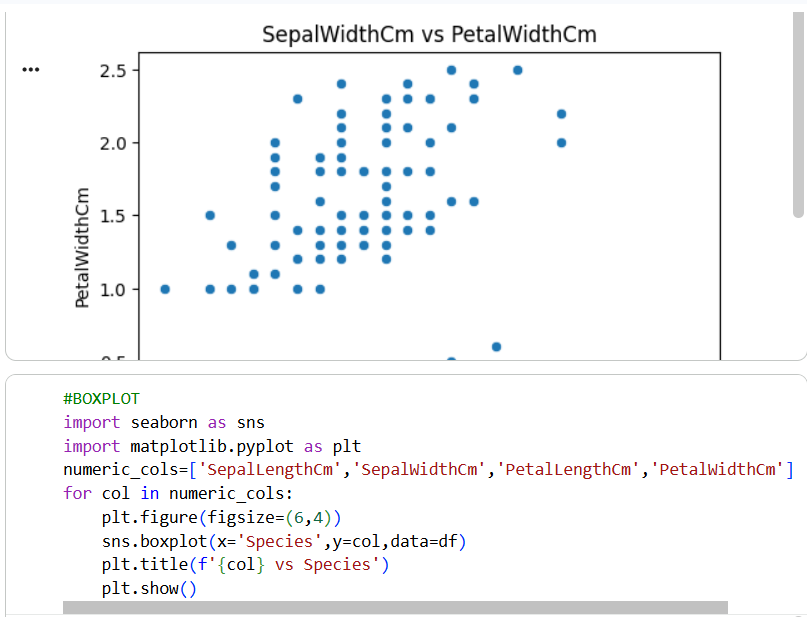 SepalWidthCm vs PetalWidthCm
2.5
2.0
1.5
1.0
0.5
PetalWidthCm
#BOXPLOT
import seaborn as sns
import matplotlib.pyplot as plt
numeric_cols=['SepalLengthCm','SepalWidthCm','PetalLengthCm','PetalWidthCm']
for col in numeric_cols:
    plt.figure(figsize=(6,4))
    sns.boxplot(x='Species',y=col,data=df)
    plt.title(f'{col} vs Species')
    plt.show()